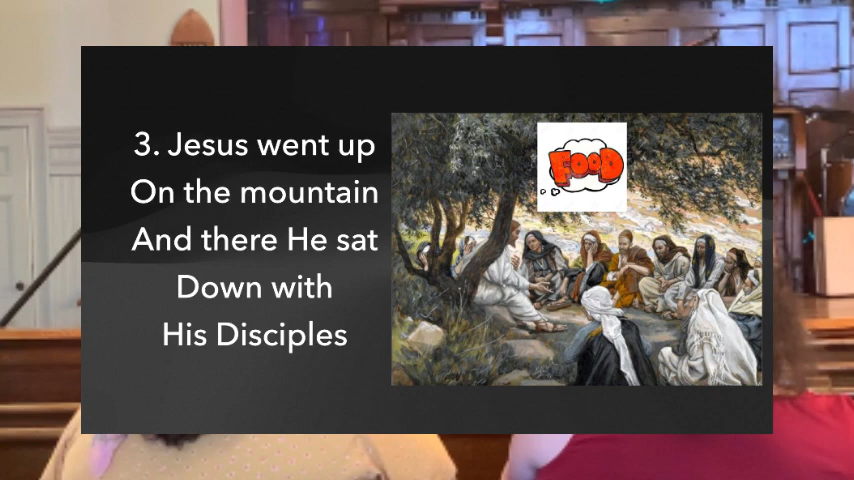 3. Jesus went up
On the mountain
And there He sat
Down with
His Disciples
FOOD